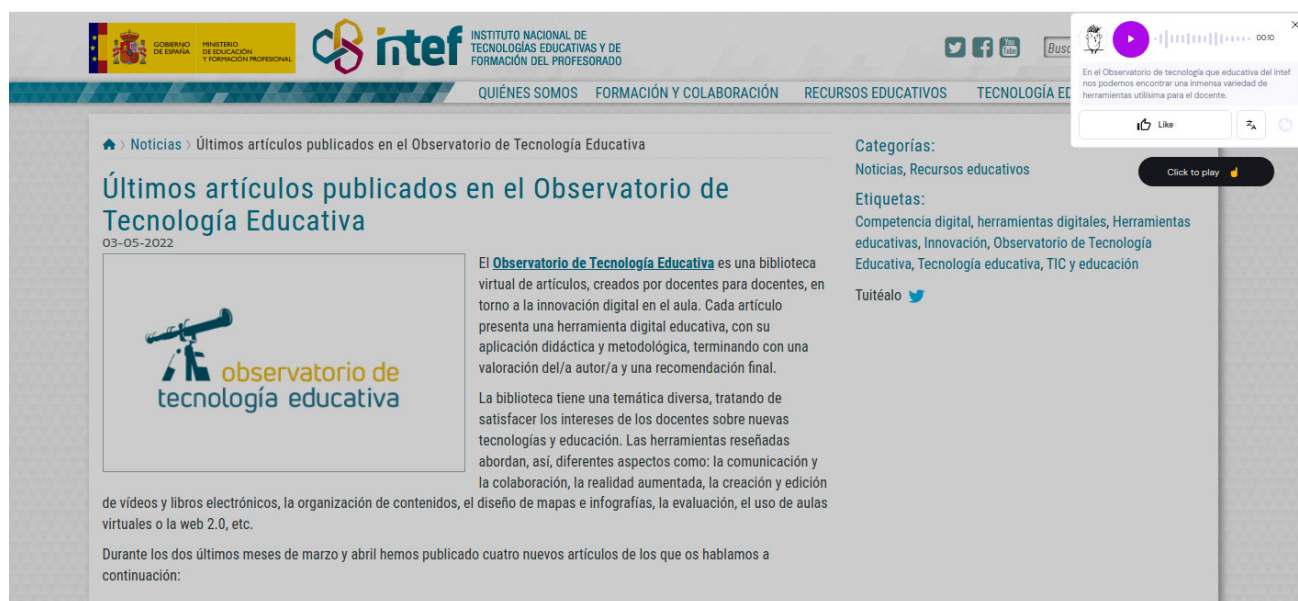 GOBIERNO
DE ESPAÑA
MINISTERIO
DE EDUCACIÓN
Y FORMACIÓN PROFESIONAL
intef
INSTITUTO NACIONAL DE
TECNOLOGÍAS EDUCATIVAS Y DE
FORMACIÓN DEL PROFESORADO
You
Tube
Busc
QUIÉNES SOMOS FORMACIÓN Y COLABORACIÓN RECURSOS EDUCATIVOS TECNOLOGÍA ED
00:10
En el Observatorio de tecnología que educativa del intef
nos podemos encontrar una inmensa variedad de
herramientas utilísima para el docente.
Like
Click to play
Noticias Últimos artículos publicados en el Observatorio de Tecnología Educativa
Últimos artículos publicados en el Observatorio de
Tecnología Educativa
03-05-2022
observatorio de
tecnología educativa
El Observatorio de Tecnología Educativa es una biblioteca
virtual de artículos, creados por docentes para docentes, en
torno a la innovación digital en el aula. Cada artículo
presenta una herramienta digital educativa, con su
aplicación didáctica y metodológica, terminando con una
valoración del/a autor/a y una recomendación final.
La biblioteca tiene una temática diversa, tratando de
satisfacer los intereses de los docentes sobre nuevas
tecnologías y educación. Las herramientas reseñadas
abordan, así, diferentes aspectos como: la comunicación y
la colaboración, la realidad aumentada, la creación y edición
de vídeos y libros electrónicos, la organización de contenidos, el diseño de mapas e infografías, la evaluación, el uso de aulas
virtuales o la web 2.0, etc.
Durante los dos últimos meses de marzo y abril hemos publicado cuatro nuevos artículos de los que os hablamos a
continuación:
Categorías:
Noticias, Recursos educativos
Etiquetas:
Competencia digital, herramientas digitales, Herramientas
educativas, Innovación, Observatorio de Tecnología
Educativa, Tecnología educativa, TIC y educación
Tuitéalo